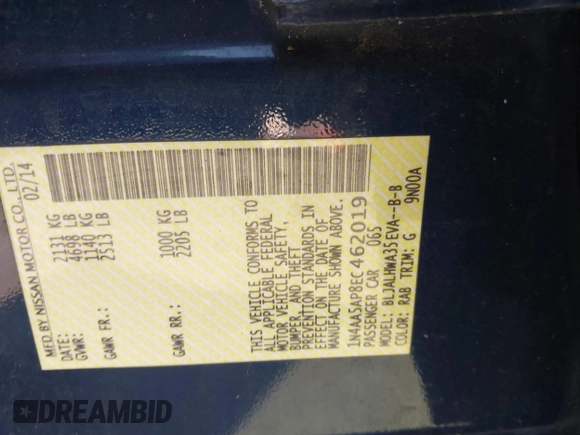 MFD BY NISSAN MOTOR CO., LTD.
DATE: 02/14
GVWR: 2131 KG
4698 LB
GAWR FR.: 1140 KG
2513 LB
GAWR RR.: 1000 KG
2205 LB
THIS VEHICLE CONFORMS TO
ALL APPLICABLE FEDERAL
MOTOR VEHICLE SAFETY,
BUMPER, AND THEFT
PREVENTION STANDARDS IN
EFFECT ON THE DATE OF
MANUFACTURE SHOWN ABOVE.
1N4AA5AP8EC462019
PASSENGER CAR 065
MODEL: BLJALHWA35EVA--B-B
COLOR: RAB TRIM: G 9N00A
DREAMBID